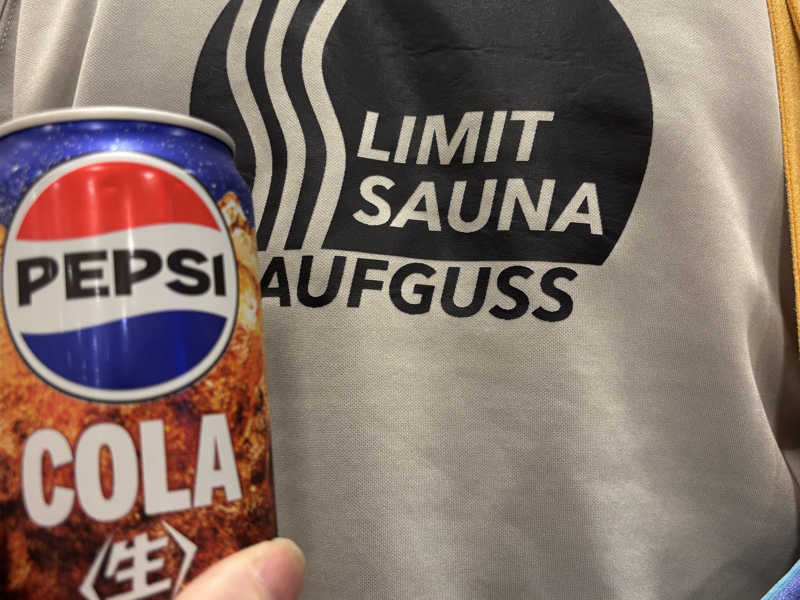 LIMIT
SAUNA
AUFGUSS
PEPSI
COLA
〈生〉